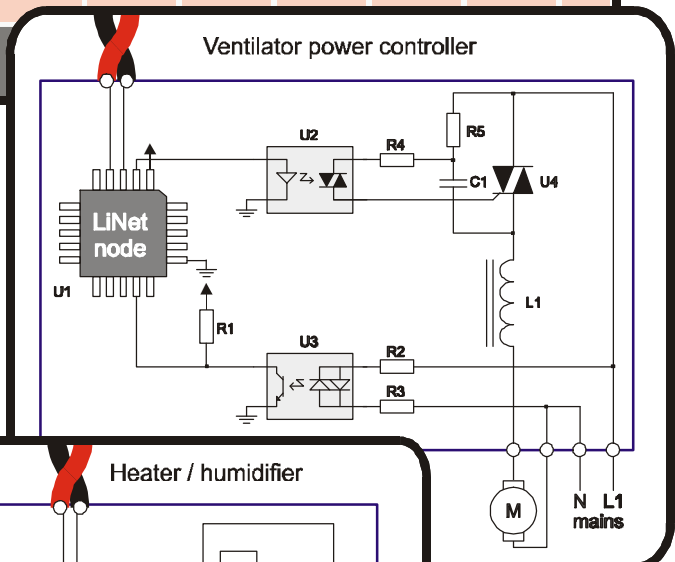 Ventilator power controller
U2
R4
R5
C1
U4
LiNet
node
U1
R1
L1
U3
R2
R3
M
N L1
mains
Heater / humidifier